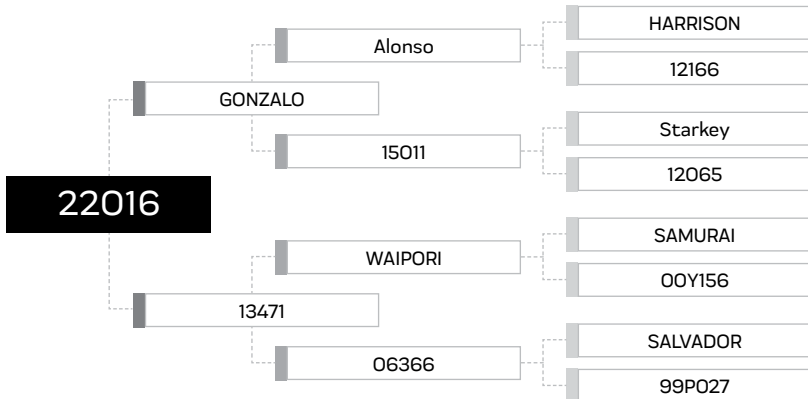 HARRISON
Alonso
12166
GONZALO
Starkey
15011
12065
22016
SAMURAI
WAIPORI
00Y156
13471
SALVADOR
06366
99P027